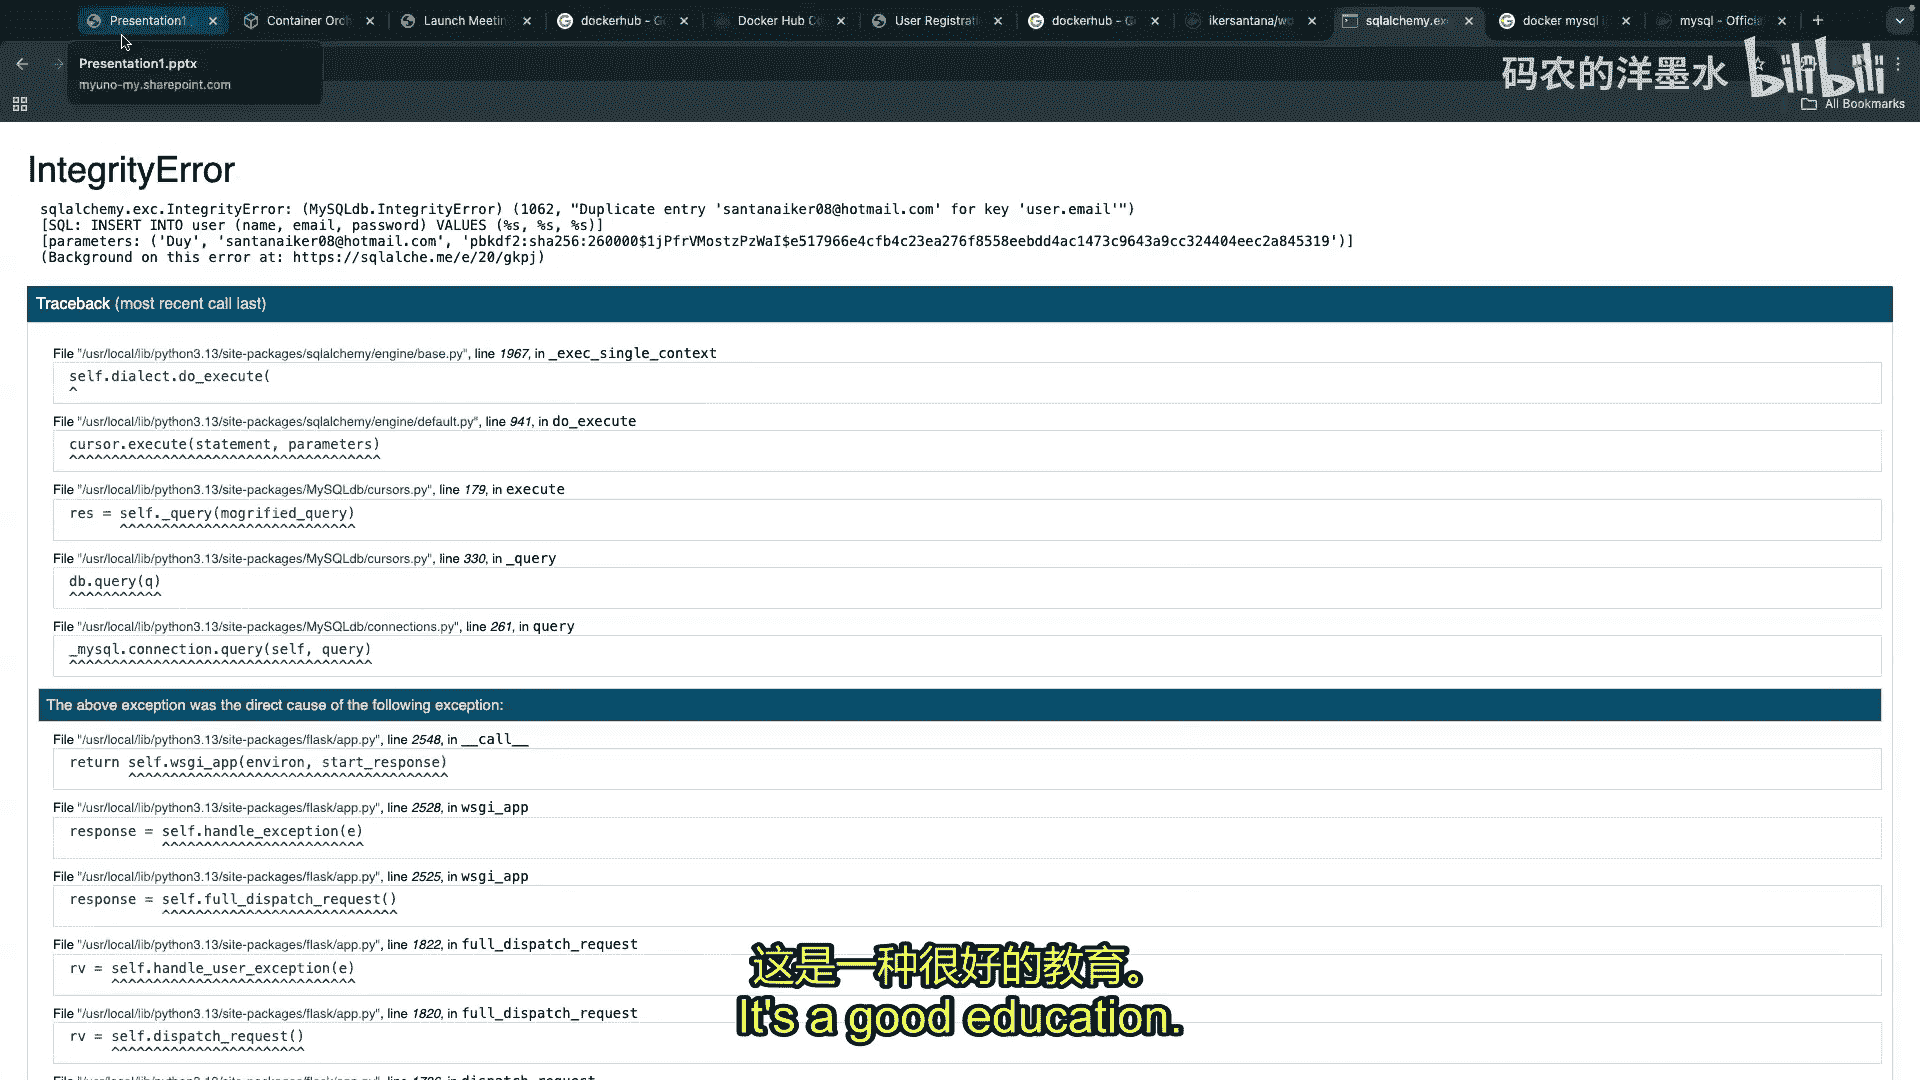 Presentation1
Container Orch
Launch Meetin
dockerhub - G
Docker Hub Co
User Registrati
dockerhub - G
ikersantana/wp
sqlalchemy.exc
docker mysql
mysql - Officia
Presentation1.pptx
myuno-my.sharepoint.com
码农的洋墨水
bilibili
All Bookmarks
IntegrityError
sqlalchemy.exc.IntegrityError: (MySQLdb.IntegrityError) (1062, "Duplicate entry 'santanaiker08@hotmail.com' for key 'user.email'")
[SQL: INSERT INTO user (name, email, password) VALUES (%s, %s, %s)]
[parameters: ('Duy', 'santanaiker08@hotmail.com', 'pbkdf2:sha256:260000$1jPfrVMostzPzWaI$e517966e4cfb4c23ea276f8558eebdd4ac1473c9643a9cc324404eec2a845319')]
(Background on this error at: https://sqlalche.me/e/20/gkpj)
Traceback (most recent call last)
File "/usr/local/lib/python3.13/site-packages/sqlalchemy/engine/base.py", line 1967, in _exec_single_context
self.dialect.do_execute(
^
File "/usr/local/lib/python3.13/site-packages/sqlalchemy/engine/default.py", line 941, in do_execute
cursor.execute(statement, parameters)
^^^^^^^^^^^^^^^^^^^^^^^^^^^^^^^^^^^^^
File "/usr/local/lib/python3.13/site-packages/MySQLdb/cursors.py", line 179, in execute
res = self._query(mogrified_query)
^^^^^^^^^^^^^^^^^^^^^^^^^^^^
File "/usr/local/lib/python3.13/site-packages/MySQLdb/cursors.py", line 330, in _query
db.query(q)
^^^^^^^^^^^
File "/usr/local/lib/python3.13/site-packages/MySQLdb/connections.py", line 261, in query
_mysql.connection.query(self, query)
^^^^^^^^^^^^^^^^^^^^^^^^^^^^^^^^^^^^
The above exception was the direct cause of the following exception:
File "/usr/local/lib/python3.13/site-packages/flask/app.py", line 2548, in __call__
return self.wsgi_app(environ, start_response)
^^^^^^^^^^^^^^^^^^^^^^^^^^^^^^^^^^^^^^
File "/usr/local/lib/python3.13/site-packages/flask/app.py", line 2528, in wsgi_app
response = self.handle_exception(e)
^^^^^^^^^^^^^^^^^^^^^^^^
File "/usr/local/lib/python3.13/site-packages/flask/app.py", line 2525, in wsgi_app
response = self.full_dispatch_request()
^^^^^^^^^^^^^^^^^^^^^^^^^^^^
File "/usr/local/lib/python3.13/site-packages/flask/app.py", line 1822, in full_dispatch_request
rv = self.handle_user_exception(e)
^^^^^^^^^^^^^^^^^^^^^^^^^^^^^
File "/usr/local/lib/python3.13/site-packages/flask/app.py", line 1820, in full_dispatch_request
rv = self.dispatch_request()
^^^^^^^^^^^^^^^^^^^^^^^
这是一种很好的教育。
It's a good education.